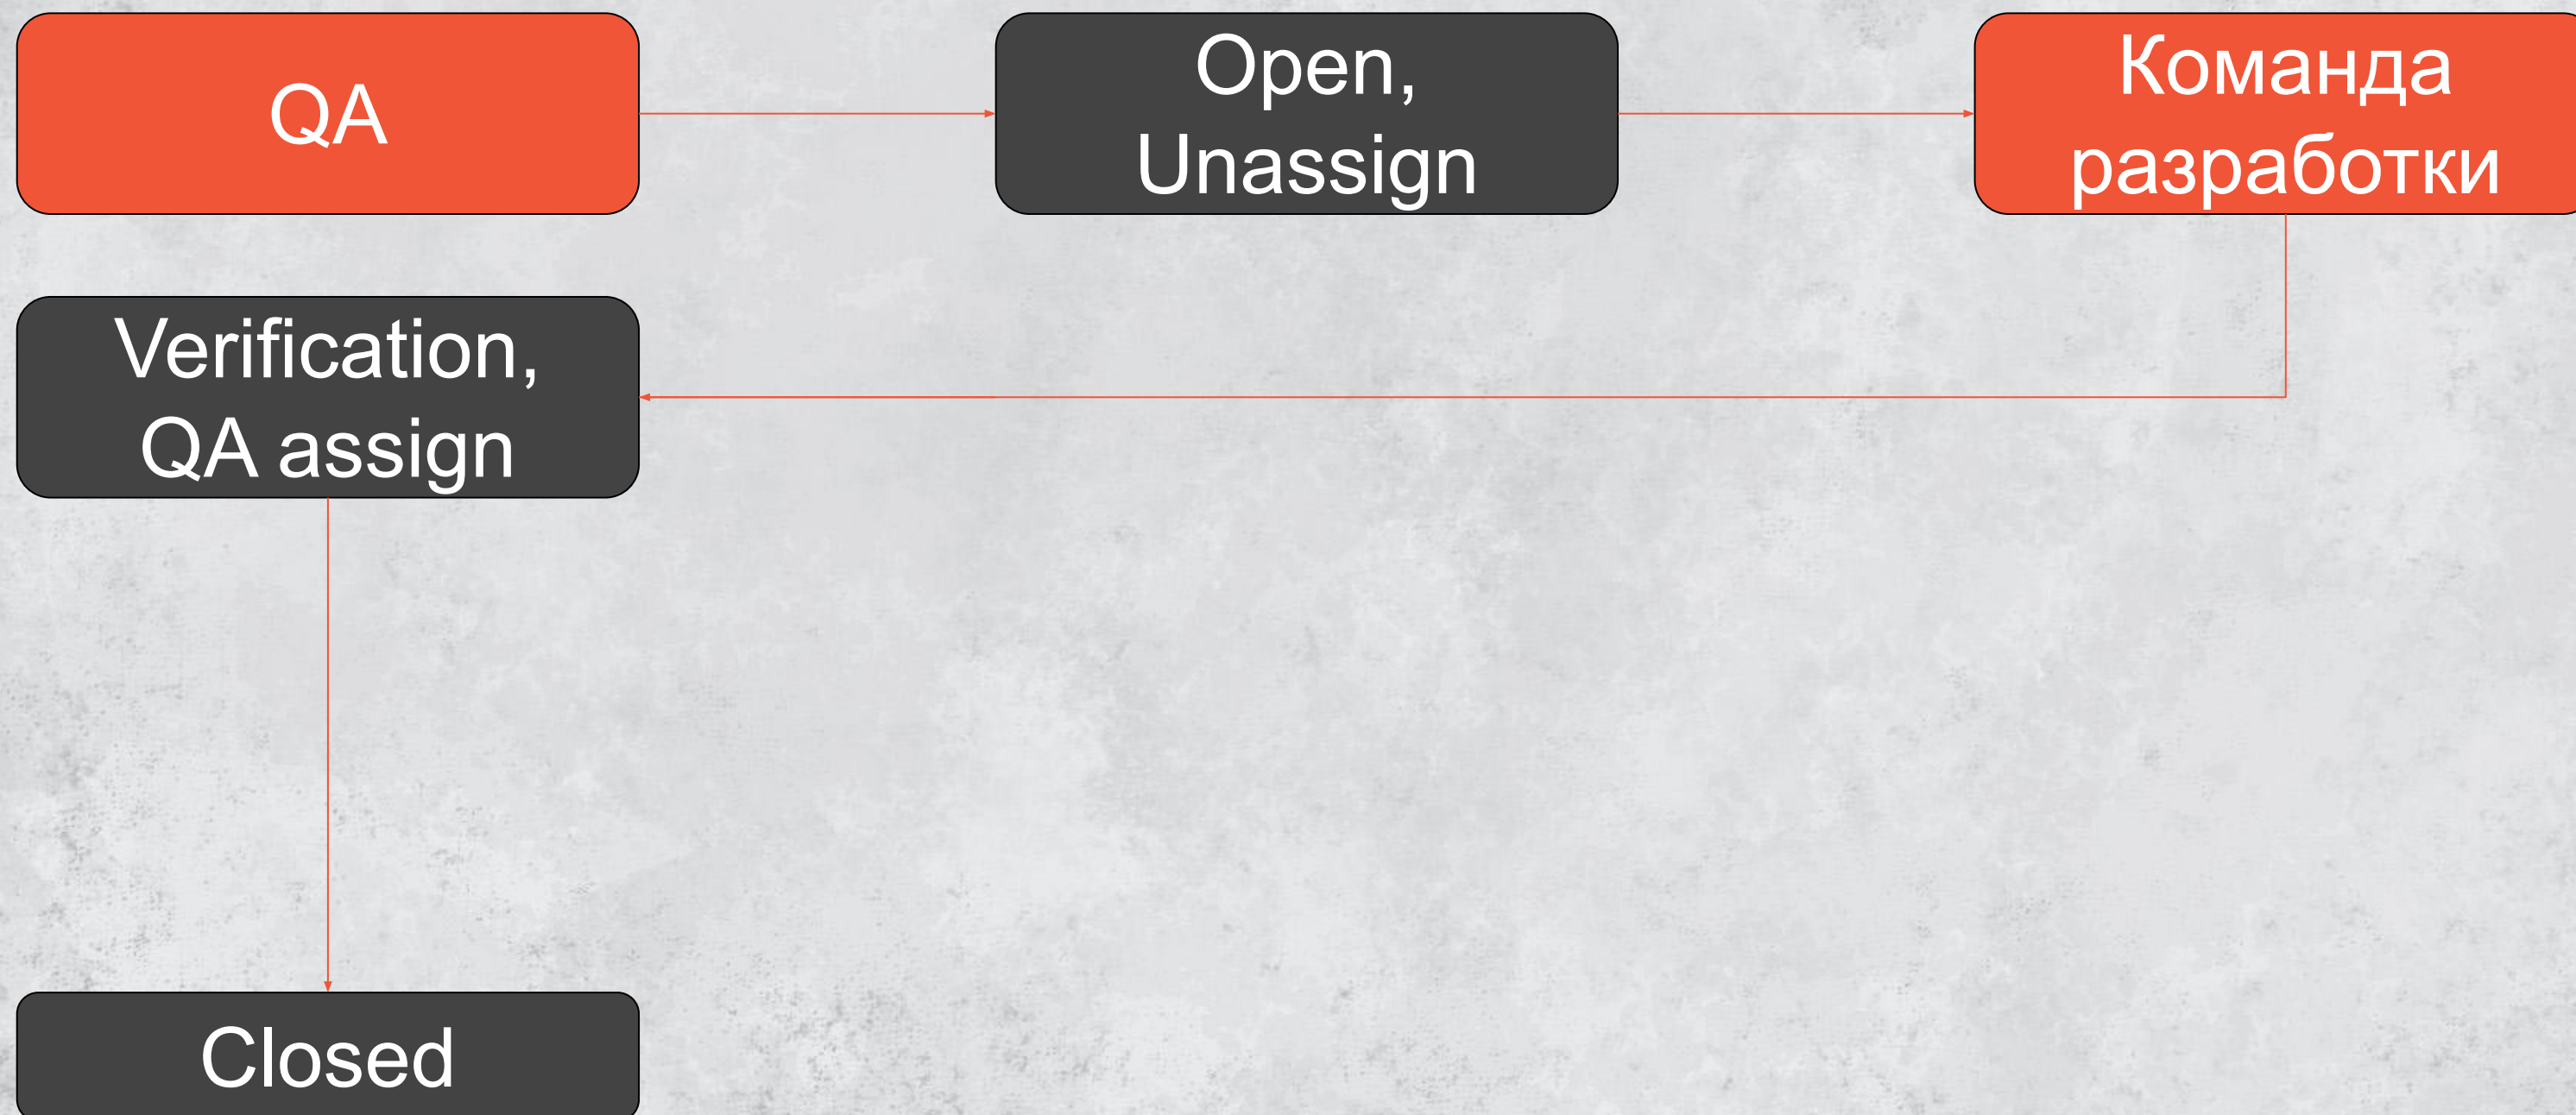 QA
Open,
Unassign
Команда
разработки
Verification,
QA assign
Closed